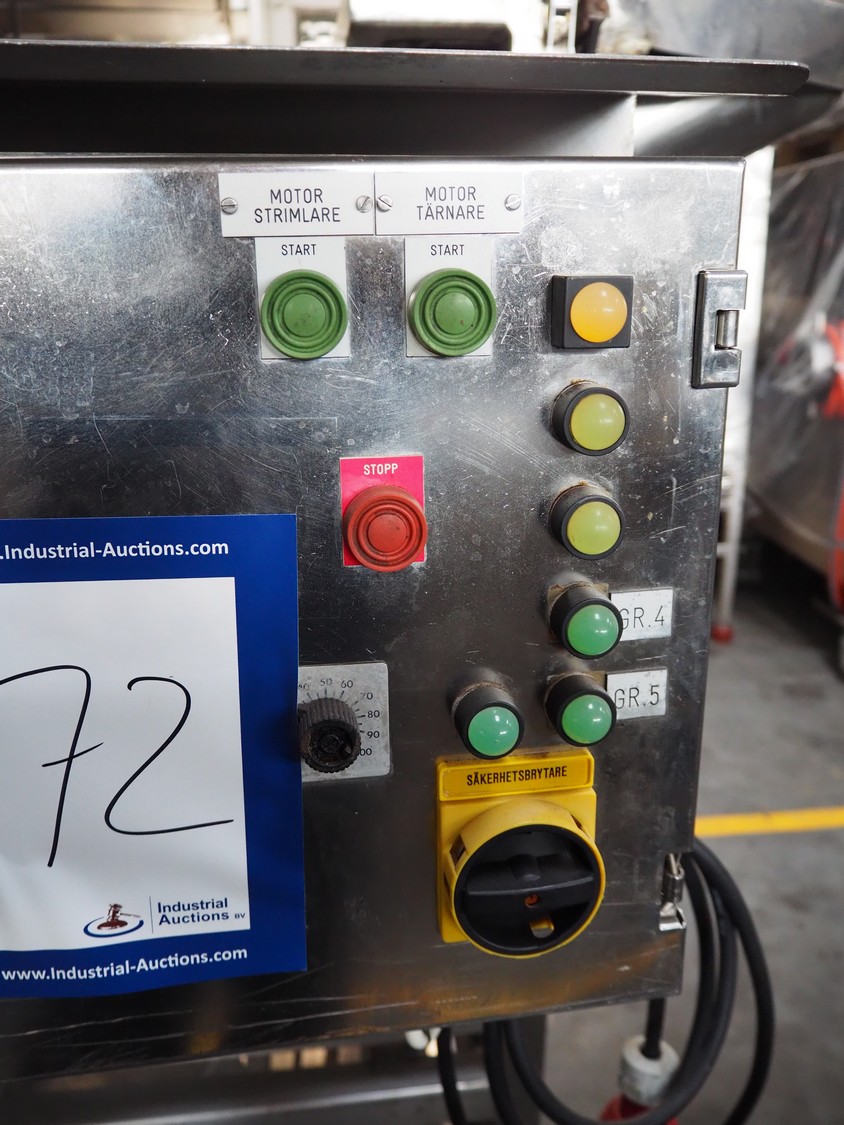 MOTOR
STRIMLARE
MOTOR
TÄRNARE
START
START
STOPP
.Industrial-Auctions.com
72
Industrial
Auctions BV
www.Industrial-Auctions.com
50 60
70
80
90
00
GR.4
GR.5
SÄKERHETSBRYTARE